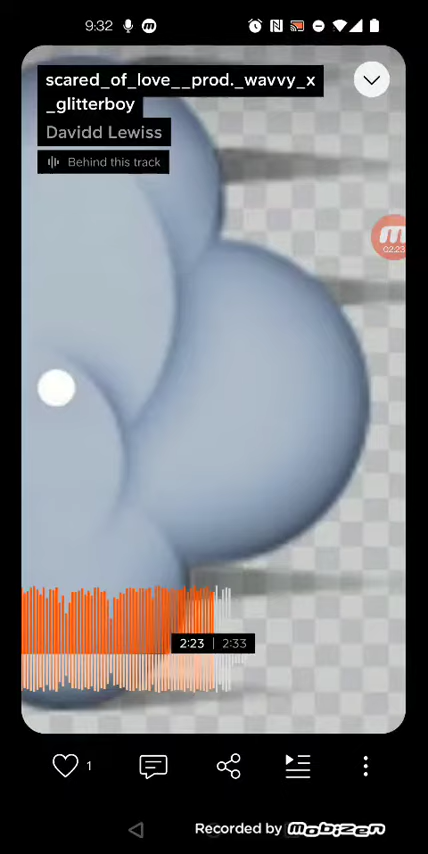 9:32
scared_of_love__prod._wavvy_x
_glitterboy
Davidd Lewiss
Behind this track
02:23
2:23 | 2:33
1
Recorded by Mobizen